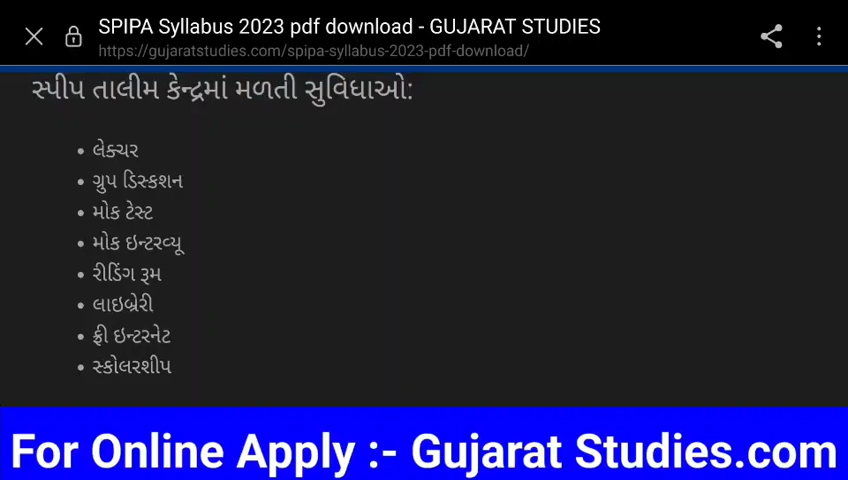 SPIPA Syllabus 2023 pdf download - GUJARAT STUDIES
https://gujaratstudies.com/spipa-syllabus-2023-pdf-download/
સ્પીપ તાલીમ કેન્દ્રમાં મળતી સુવિધાઓ:
• લેક્ચર
• ગ્રુપ ડિસ્કશન
• મોક ટેસ્ટ
• મોક ઇન્ટરવ્યૂ
• રીડિંગ રૂમ
• લાઇબ્રેરી
• ફ્રી ઇન્ટરનેટ
• સ્કોલરશીપ
For Online Apply :- Gujarat Studies.com